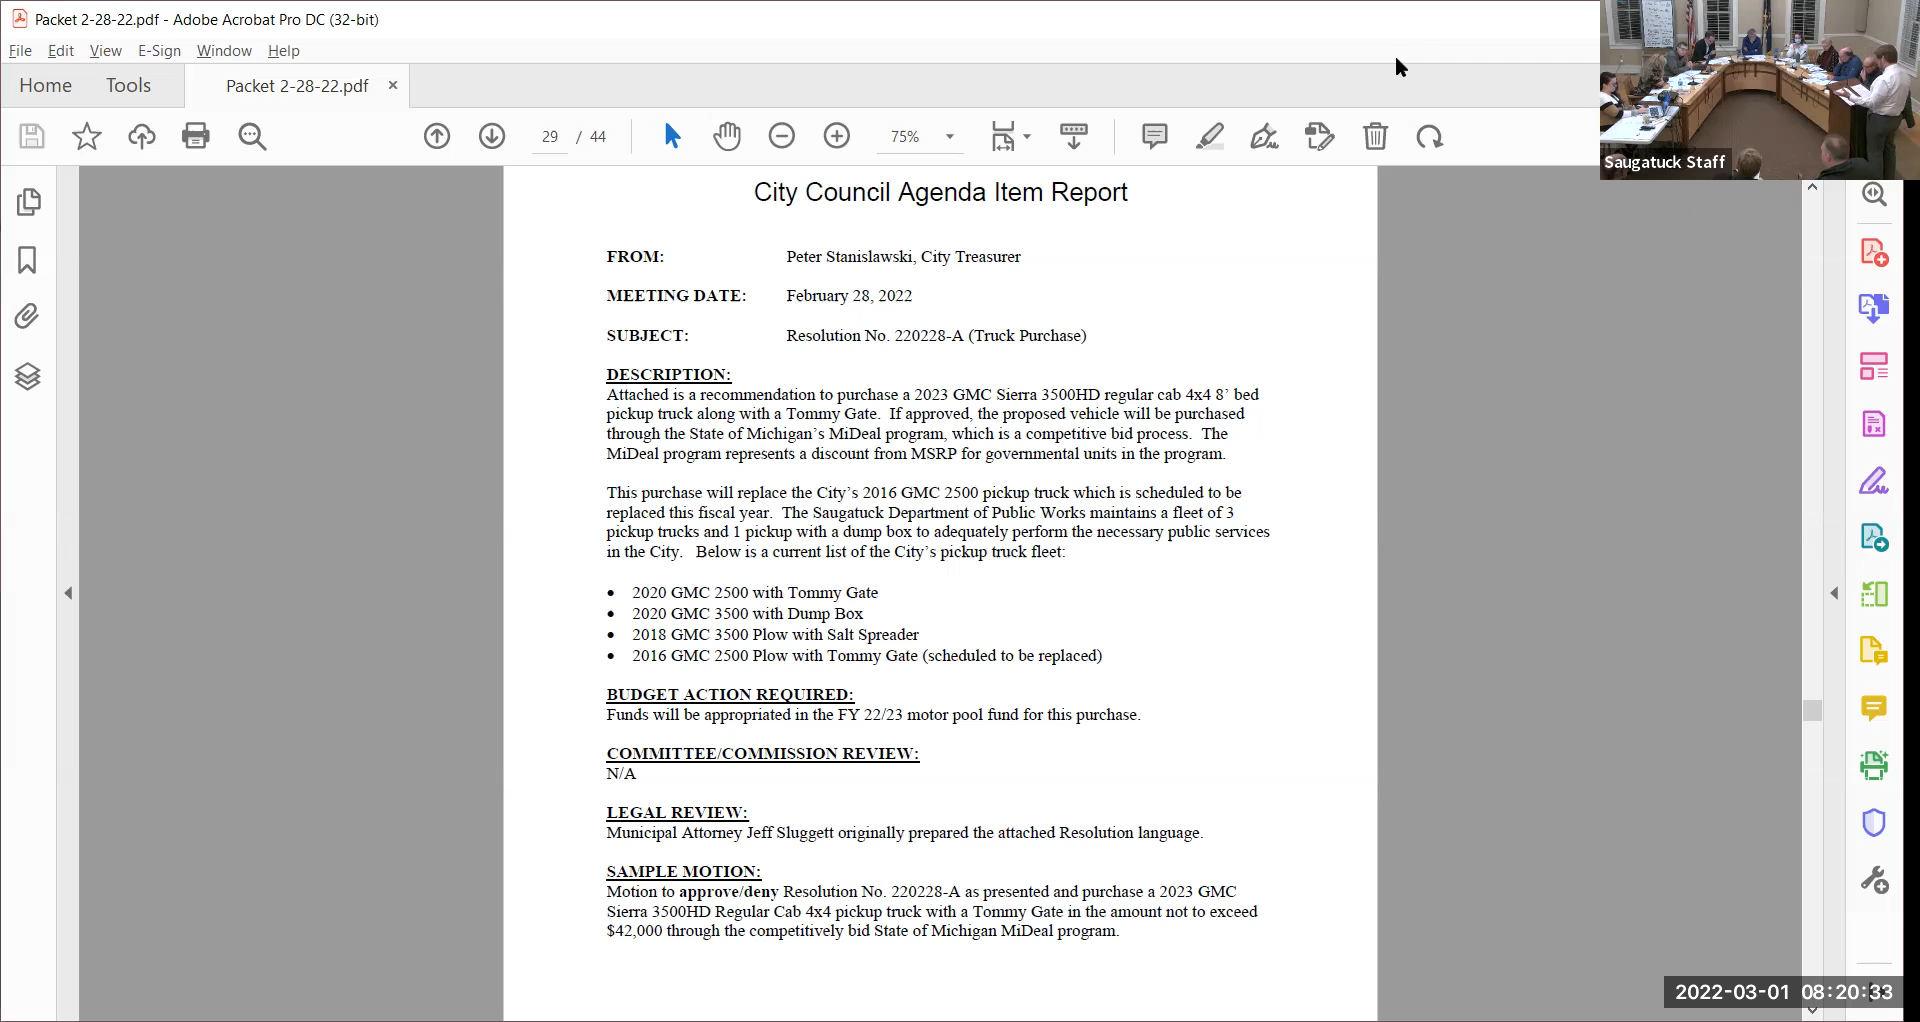 Packet 2-28-22.pdf - Adobe Acrobat Pro DC (32-bit)
File Edit View E-Sign Window Help
Home Tools Packet 2-28-22.pdf ×
29 / 44 75%
Saugatuck Staff
City Council Agenda Item Report
FROM: Peter Stanislawski, City Treasurer
MEETING DATE: February 28, 2022
SUBJECT: Resolution No. 220228-A (Truck Purchase)
DESCRIPTION:
Attached is a recommendation to purchase a 2023 GMC Sierra 3500HD regular cab 4x4 8’ bed
pickup truck along with a Tommy Gate.  If approved, the proposed vehicle will be purchased
through the State of Michigan’s MiDeal program, which is a competitive bid process.  The
MiDeal program represents a discount from MSRP for governmental units in the program.
This purchase will replace the City’s 2016 GMC 2500 pickup truck which is scheduled to be
replaced this fiscal year.  The Saugatuck Department of Public Works maintains a fleet of 3
pickup trucks and 1 pickup with a dump box to adequately perform the necessary public services
in the City.   Below is a current list of the City’s pickup truck fleet:
• 2020 GMC 2500 with Tommy Gate
• 2020 GMC 3500 with Dump Box
• 2018 GMC 3500 Plow with Salt Spreader
• 2016 GMC 2500 Plow with Tommy Gate (scheduled to be replaced)
BUDGET ACTION REQUIRED:
Funds will be appropriated in the FY 22/23 motor pool fund for this purchase.
COMMITTEE/COMMISSION REVIEW:
N/A
LEGAL REVIEW:
Municipal Attorney Jeff Sluggett originally prepared the attached Resolution language.
SAMPLE MOTION:
Motion to approve/deny Resolution No. 220228-A as presented and purchase a 2023 GMC
Sierra 3500HD Regular Cab 4x4 pickup truck with a Tommy Gate in the amount not to exceed
$42,000 through the competitively bid State of Michigan MiDeal program.
2022-03-01 08:20:33